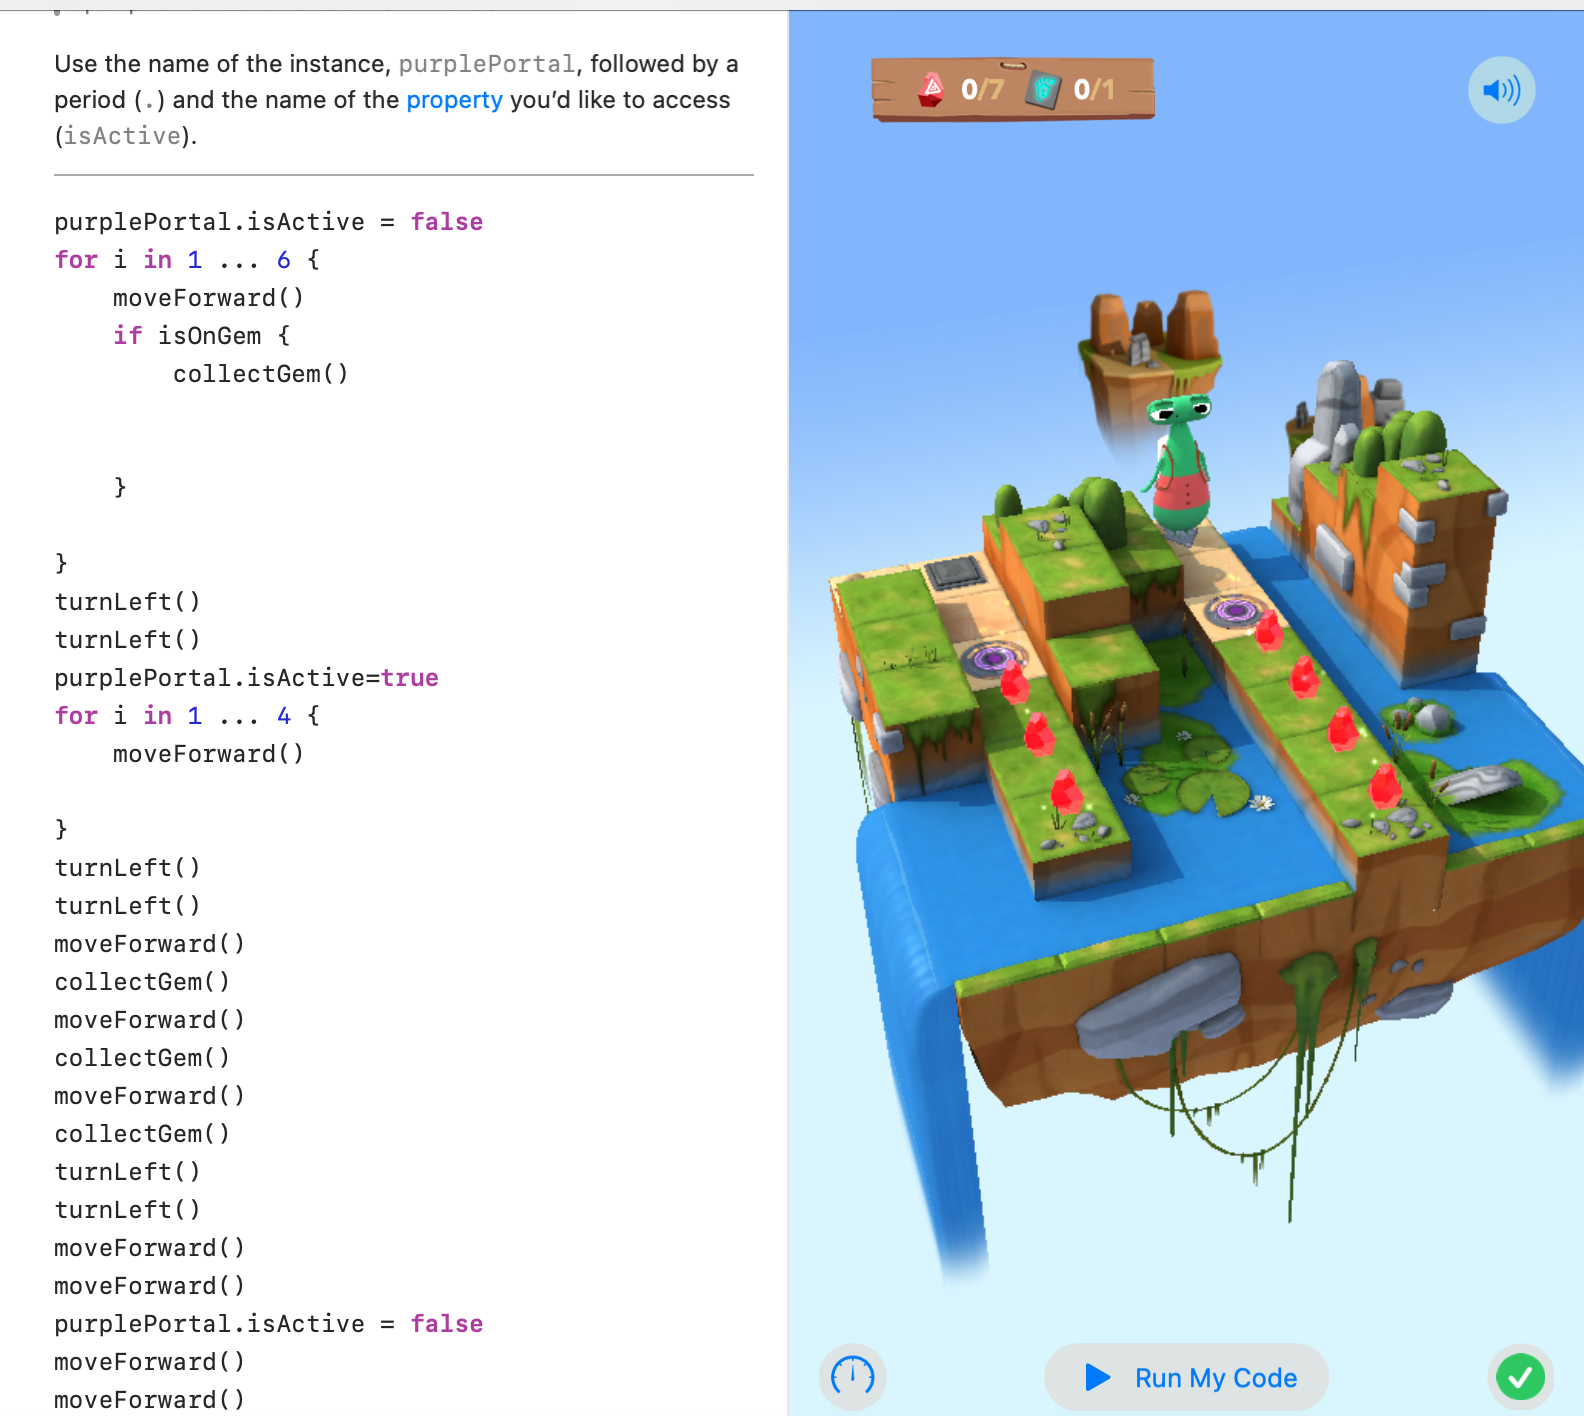 Use the name of the instance, purplePortal, followed by a
period (.) and the name of the property you’d like to access
(isActive).
purplePortal.isActive = false
for i in 1 ... 6 {
    moveForward()
    if isOnGem {
        collectGem()
    }
}
turnLeft()
turnLeft()
purplePortal.isActive=true
for i in 1 ... 4 {
    moveForward()
}
turnLeft()
turnLeft()
moveForward()
collectGem()
moveForward()
collectGem()
moveForward()
collectGem()
turnLeft()
turnLeft()
moveForward()
moveForward()
purplePortal.isActive = false
moveForward()
moveForward()
0/7 0/1
Run My Code